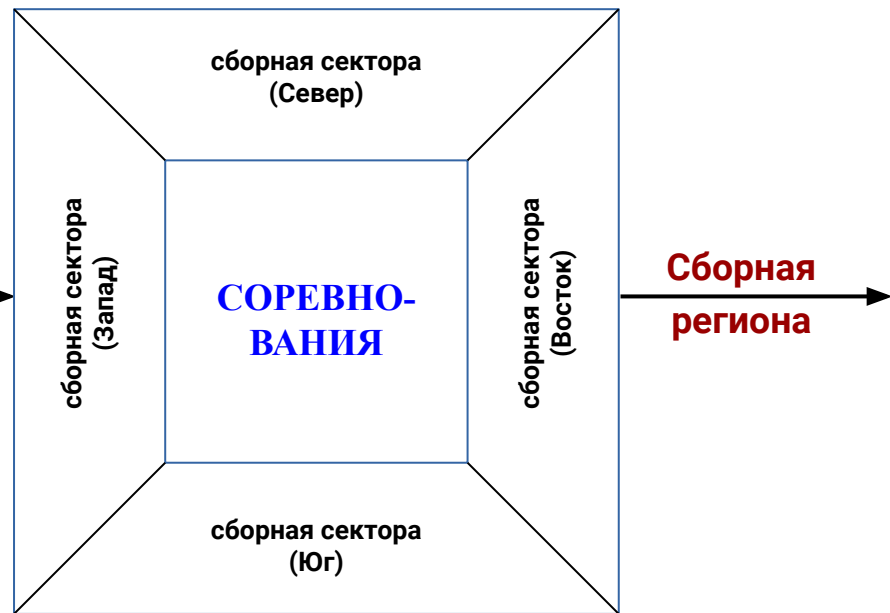 сборная сектора
(Север)
сборная сектора
(Запад)
СОРЕВНО-
ВАНИЯ
сборная сектора
(Восток)
Сборная
региона
сборная сектора
(Юг)